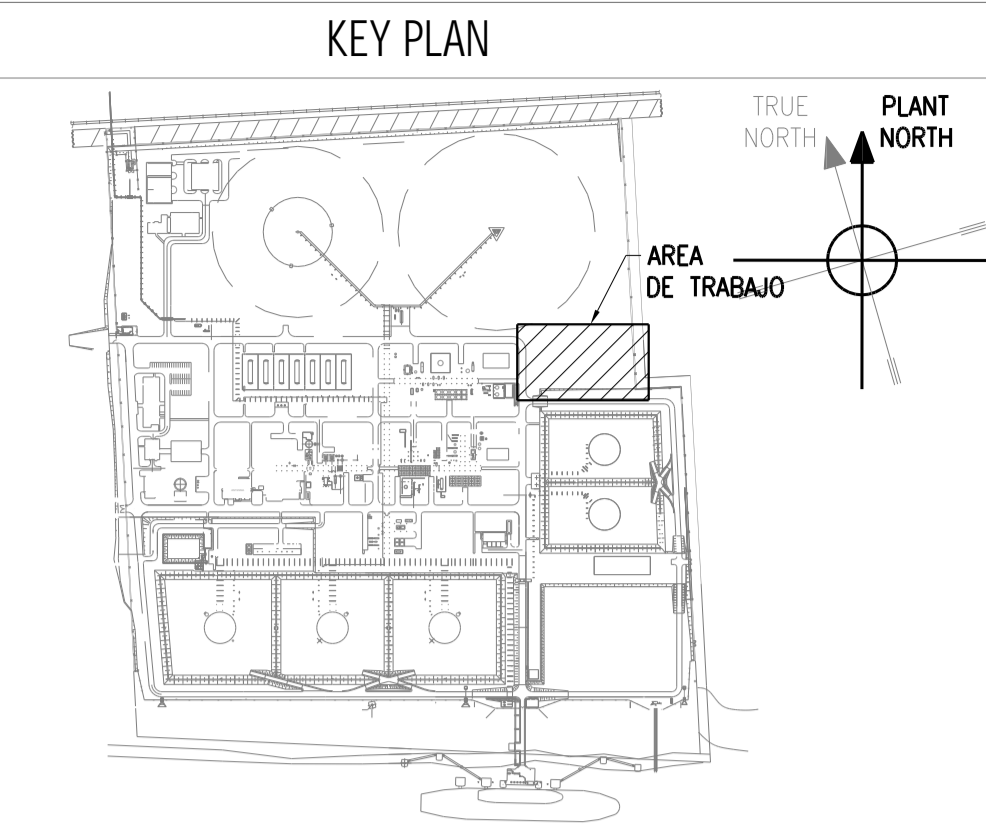 KEY PLAN
TRUE
NORTH
PLANT
NORTH
AREA
DE TRABAJO